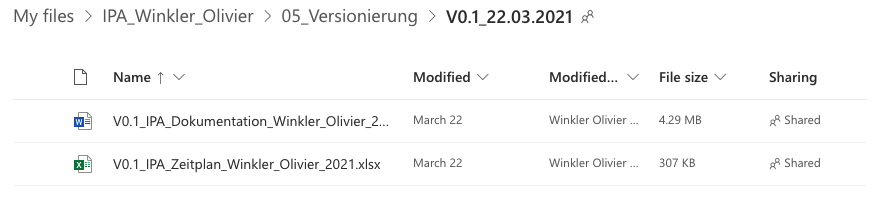 My files > IPA_Winkler_Olivier > 05_Versionierung > V0.1_22.03.2021
Name ↑ Modified Modified... File size Sharing
V0.1_IPA_Dokumentation_Winkler_Olivier_2... March 22 Winkler Olivier ... 4.29 MB Shared
V0.1_IPA_Zeitplan_Winkler_Olivier_2021.xlsx March 22 Winkler Olivier ... 307 KB Shared